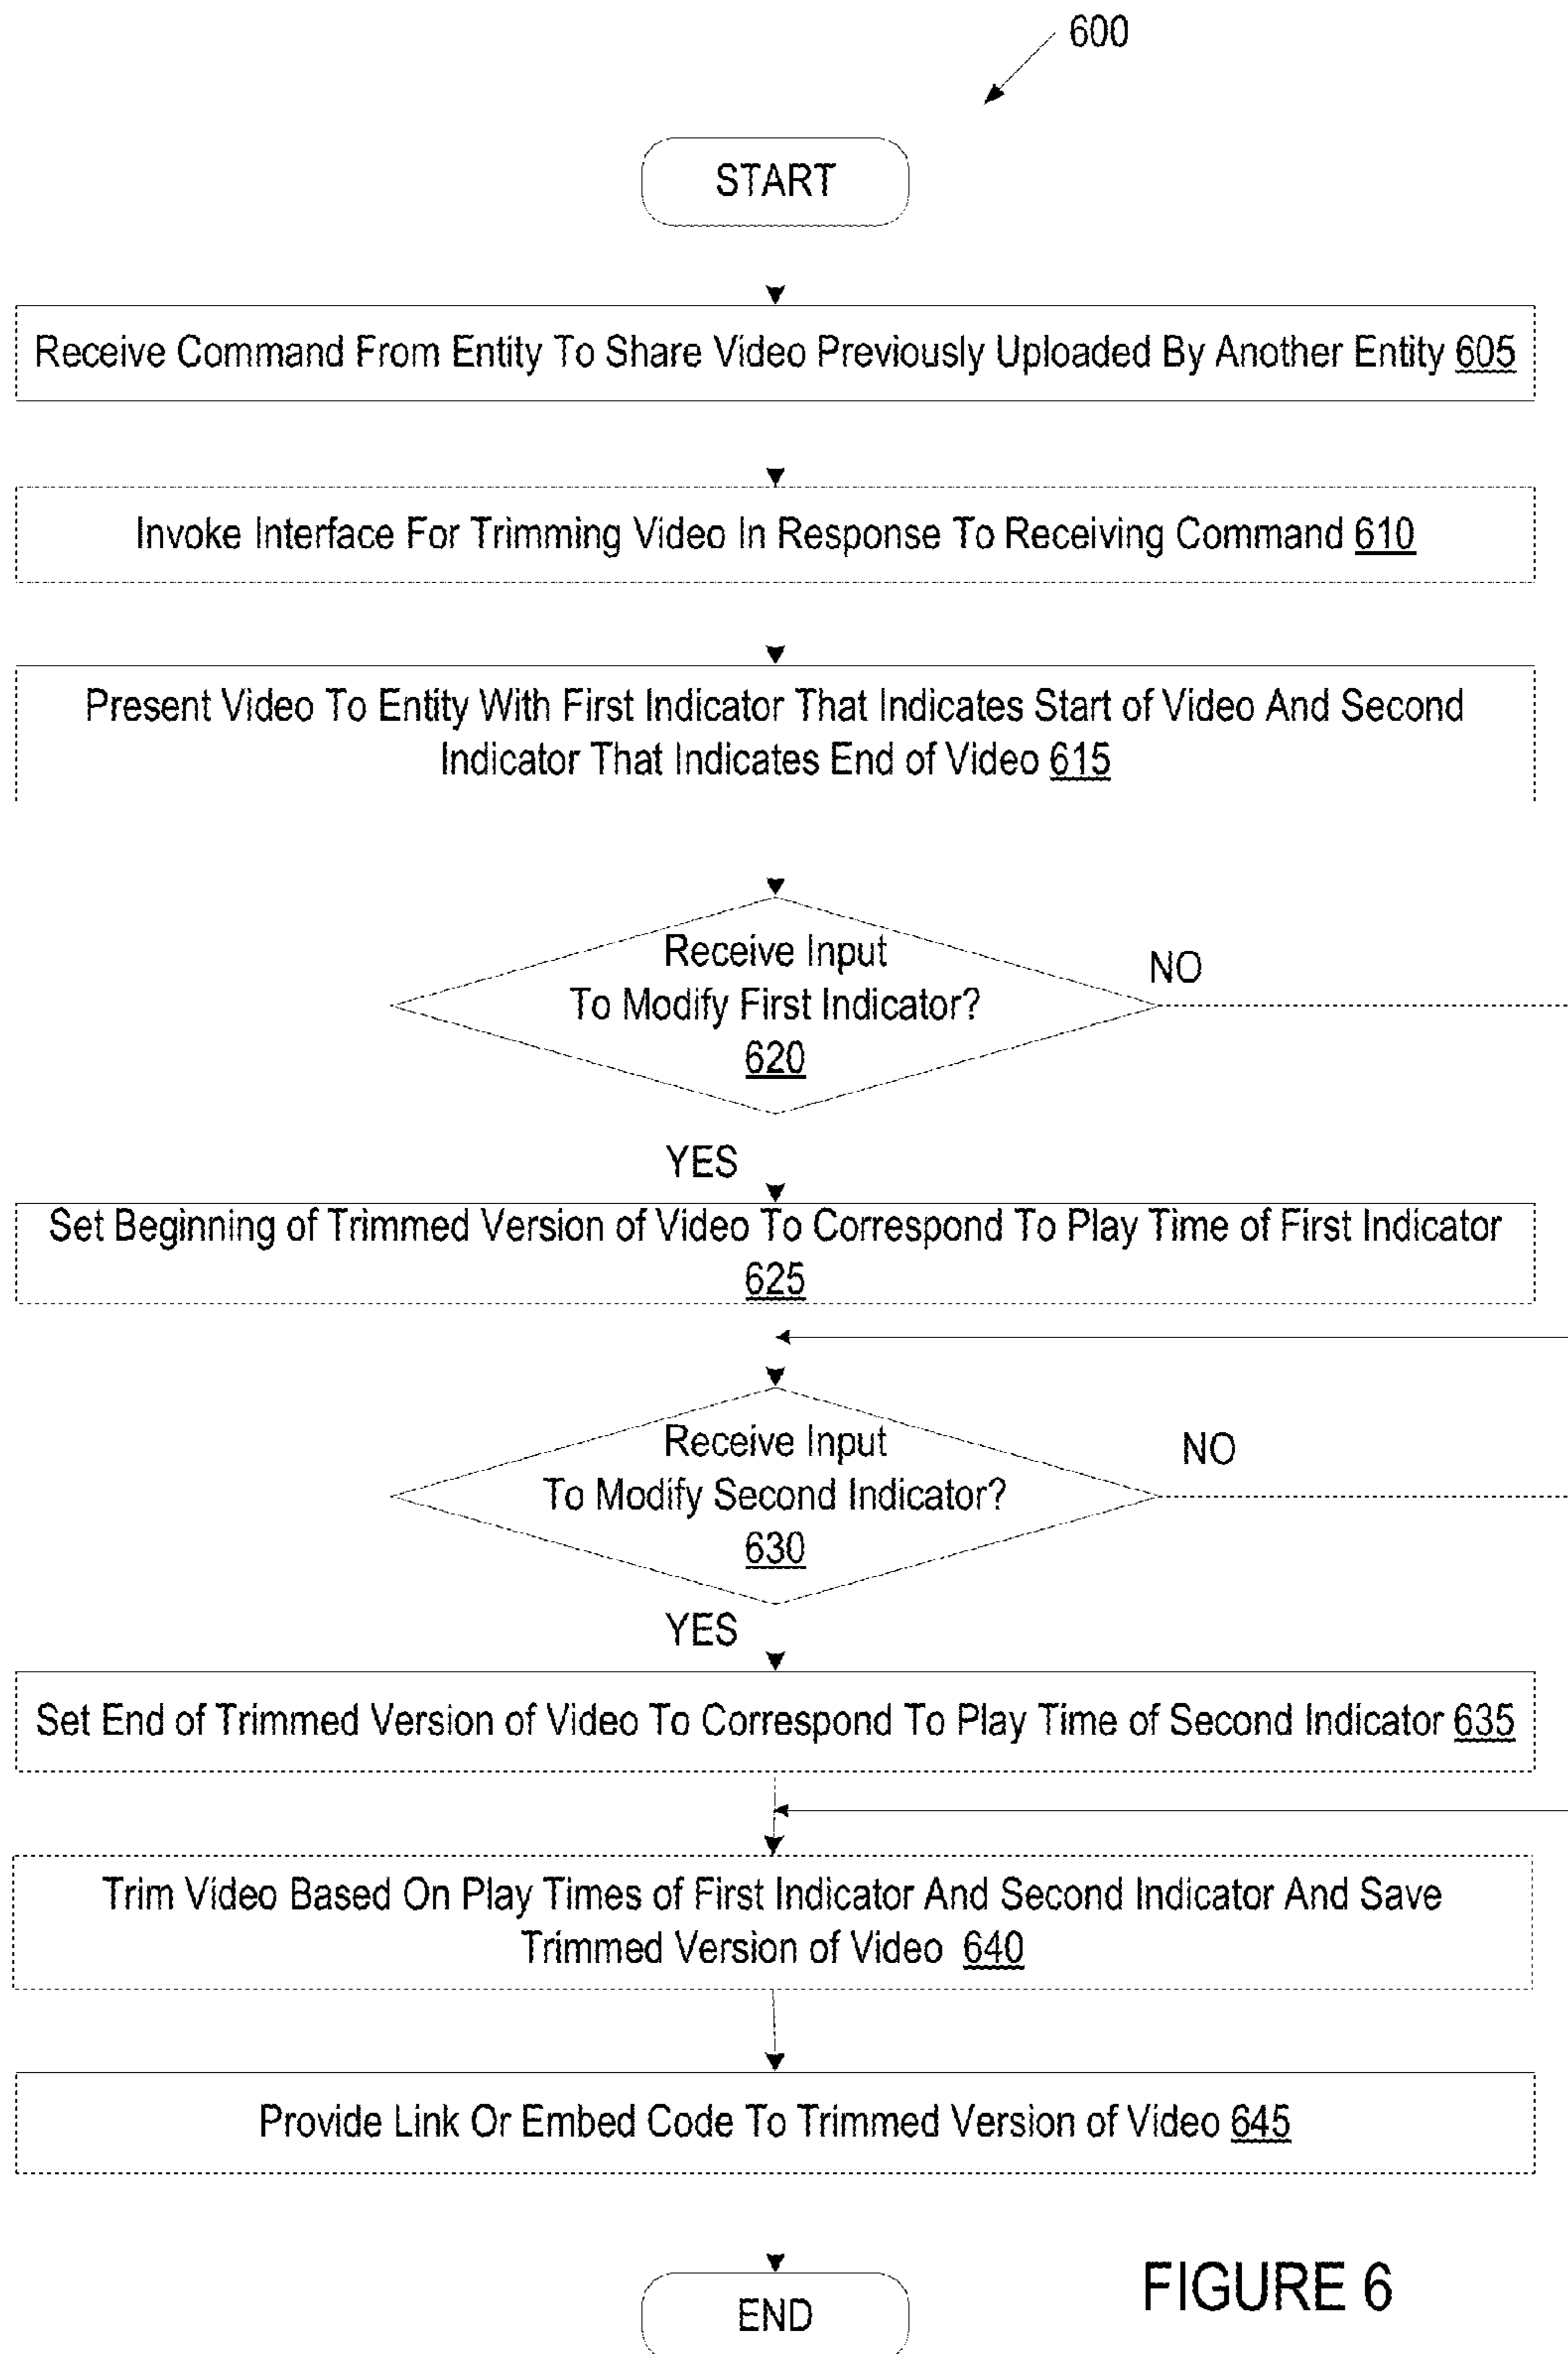 600
START
Receive Command From Entity To Share Video Previously Uploaded By Another Entity 605
Invoke Interface For Trimming Video In Response To Receiving Command 610
Present Video To Entity With First Indicator That Indicates Start of Video And Second
Indicator That Indicates End of Video 615
Receive Input
To Modify First Indicator?
620
NO
YES
Set Beginning of Trimmed Version of Video To Correspond To Play Time of First Indicator
625
Receive Input
To Modify Second Indicator?
630
NO
YES
Set End of Trimmed Version of Video To Correspond To Play Time of Second Indicator 635
Trim Video Based On Play Times of First Indicator And Second Indicator And Save
Trimmed Version of Video 640
Provide Link Or Embed Code To Trimmed Version of Video 645
END
FIGURE 6